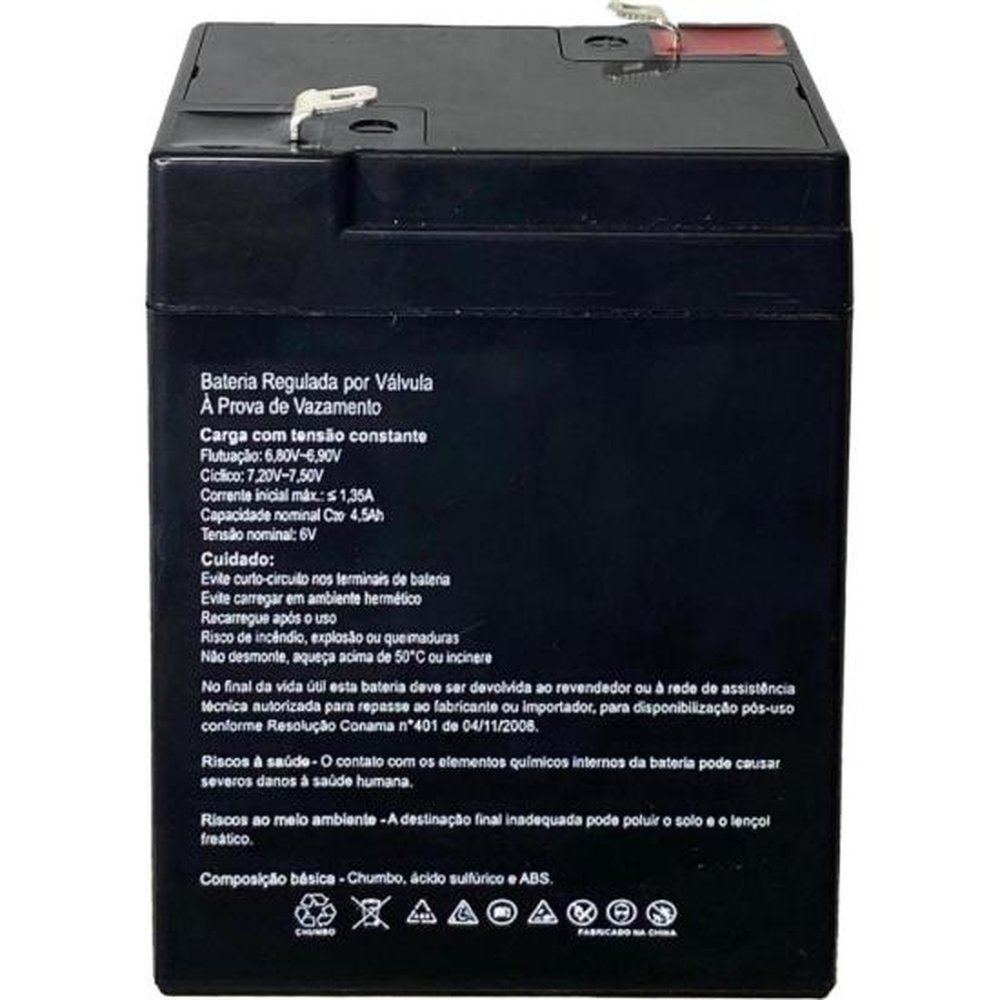 Bateria Regulada por Válvula
À Prova de Vazamento
Carga com tensão constante
Flutuação: 6,80V~6,90V
Cíclico: 7,20V~7,50V
Corrente inicial máx.: ≤ 1,35A
Capacidade nominal C20 4,5Ah
Tensão nominal: 6V
Cuidado:
Evite curto-circuito nos terminais de bateria
Evite carregar em ambiente hermético
Recarregue após o uso
Risco de incêndio, explosão ou queimaduras
Não desmonte, aqueça acima de 50°C ou incinere
No final da vida útil esta bateria deve ser devolvida ao revendedor ou à rede de assistência
técnica autorizada para repasse ao fabricante ou importador, para disponibilização pós-uso
conforme Resolução Conama n°401 de 04/11/2008.
Riscos à saúde - O contato com os elementos químicos internos da bateria pode causar
severos danos à saúde humana.
Riscos ao meio ambiente - A destinação final inadequada pode poluir o solo e o lençol
freático.
Composição básica - Chumbo, ácido sulfúrico e ABS.
CHUMBO
FABRICADO NA CHINA